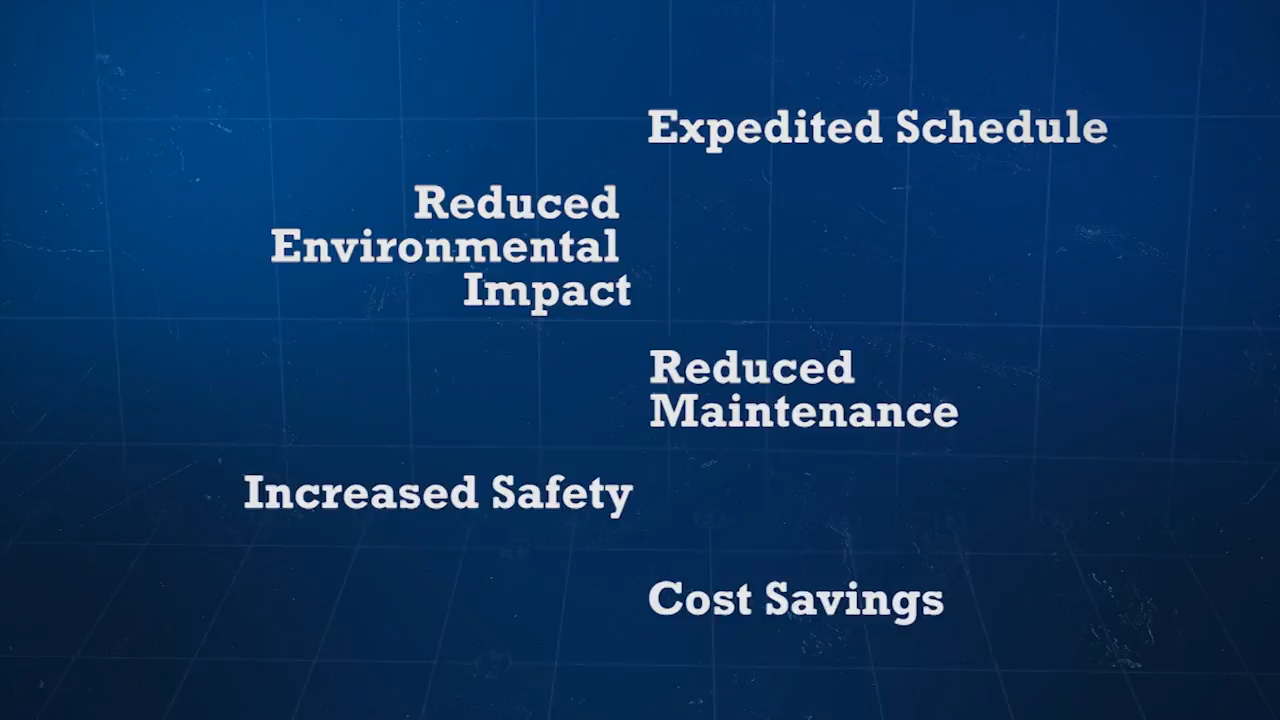 Expedited Schedule
Reduced
Environmental
Impact
Reduced
Maintenance
Increased Safety
Cost Savings